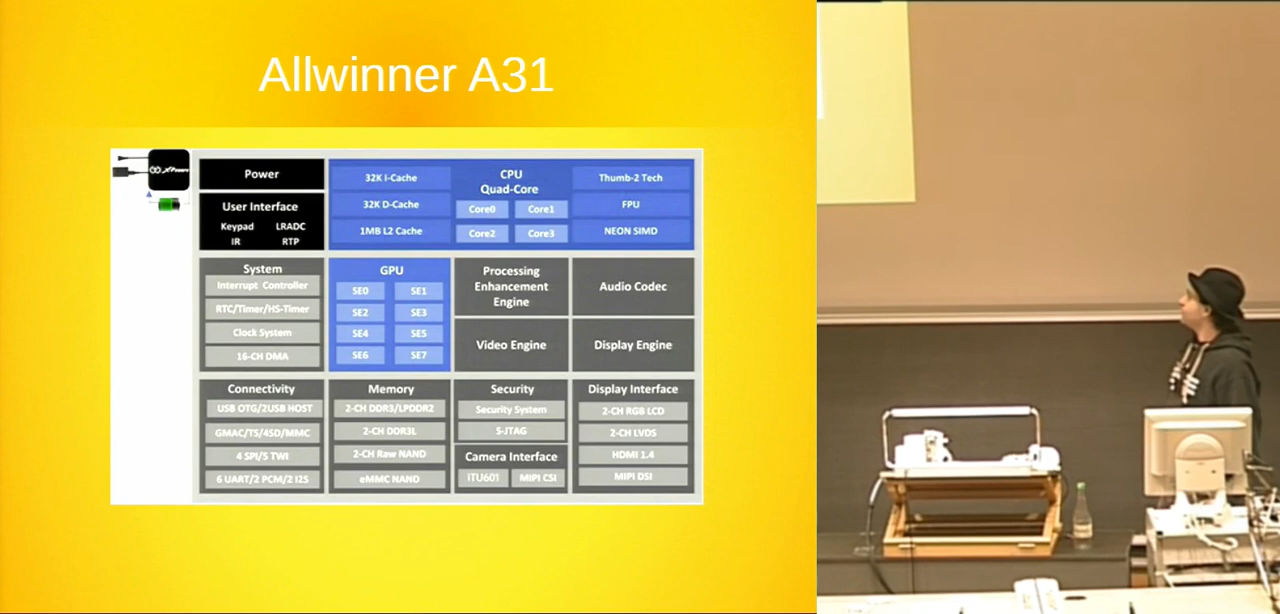 Allwinner A31
XPowers
Power
User Interface
Keypad LRADC
IR RTP
32K I-Cache
32K D-Cache
1MB L2 Cache
CPU
Quad-Core
Core0 Core1
Core2 Core3
Thumb-2 Tech
FPU
NEON SIMD
System
Interrupt Controller
RTC/Timer/HS-Timer
Clock System
16-CH DMA
GPU
SE0 SE1
SE2 SE3
SE4 SE5
SE6 SE7
Processing
Enhancement
Engine
Audio Codec
Video Engine
Display Engine
Connectivity
USB OTG/2USB HOST
GMAC/TS/4SD/MMC
4 SPI/5 TWI
6 UART/2 PCM/2 I2S
Memory
2-CH DDR3/LPDDR2
2-CH DDR3L
2-CH Raw NAND
eMMC NAND
Security
Security System
S-JTAG
Camera Interface
ITU601 MIPI CSI
Display Interface
2-CH RGB LCD
2-CH LVDS
HDMI 1.4
MIPI DSI